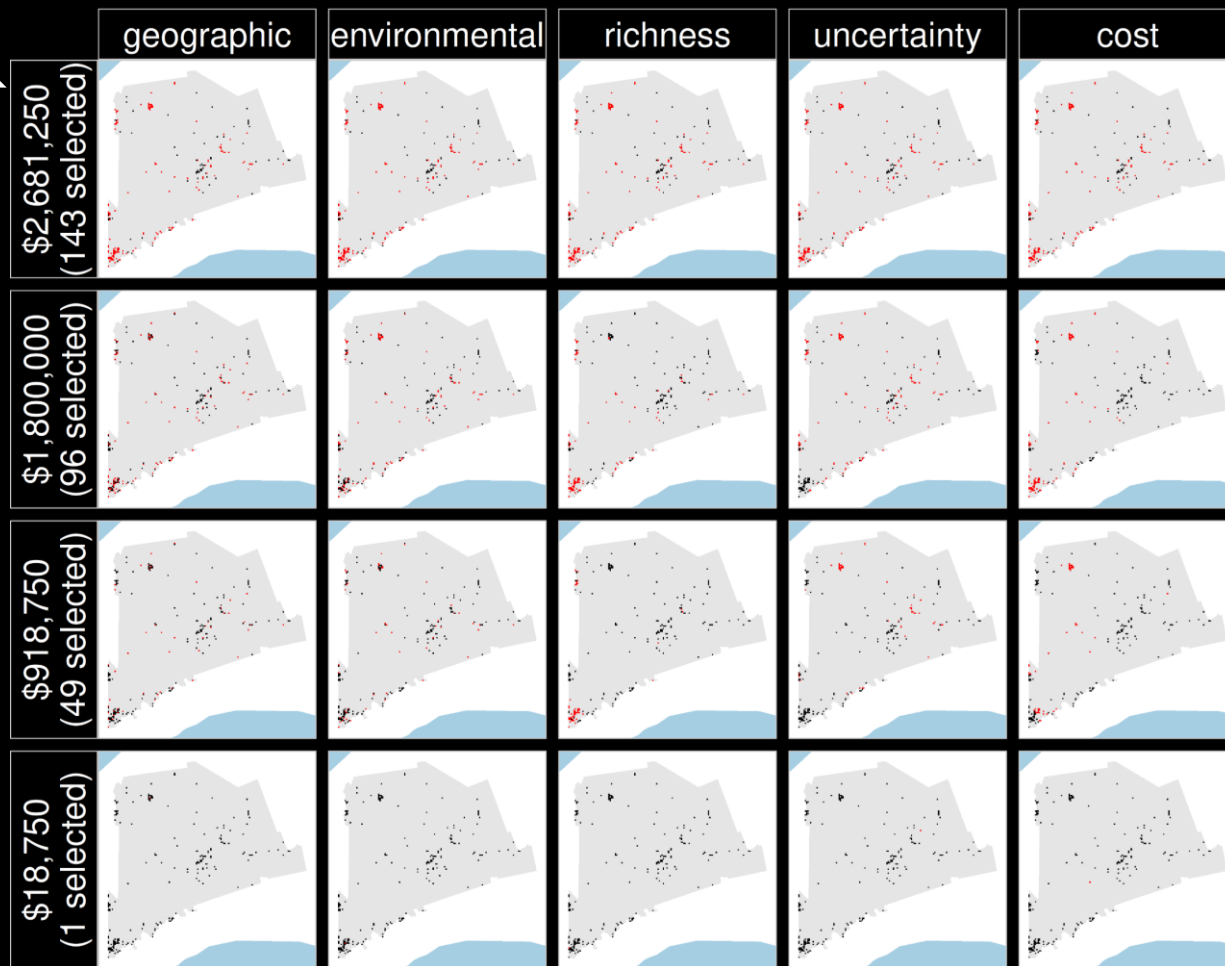 geographic
environmental
richness
uncertainty
cost
$2,681,250
(143 selected)
$1,800,000
(96 selected)
$918,750
(49 selected)
$18,750
(1 selected)